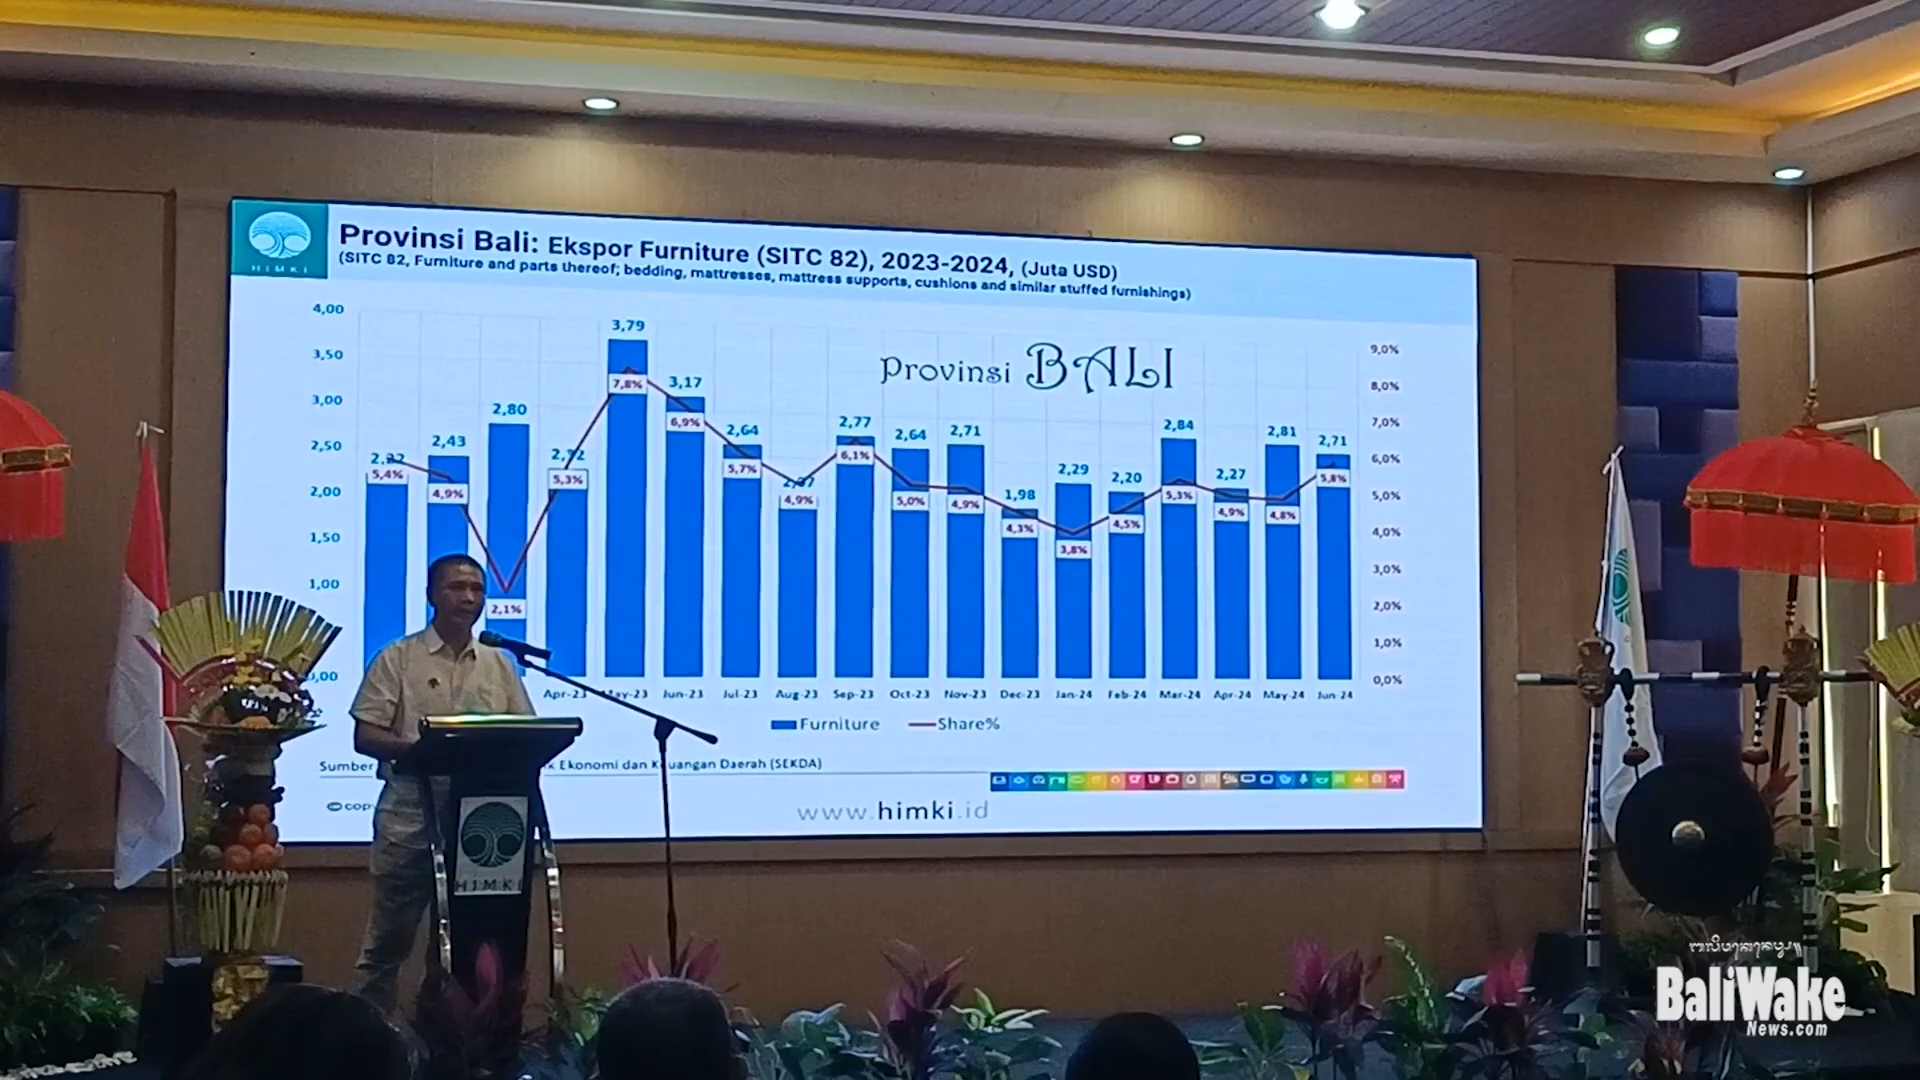 HIMKI
Provinsi Bali: Ekspor Furniture (SITC 82), 2023-2024, (Juta USD)
(SITC 82, Furniture and parts thereof; bedding, mattresses, mattress supports, cushions and similar stuffed furnishings)
Provinsi BALI
4,00
3,50
3,00
2,50
2,00
1,50
1,00
0,00
9,0%
8,0%
7,0%
6,0%
5,0%
4,0%
3,0%
2,0%
1,0%
0,0%
2,43 2,80 3,79 3,17 2,64 2,77 2,64 2,71 1,98 2,29 2,20 2,84 2,27 2,81 2,71
5,4% 4,9% 2,1% 5,3% 7,8% 6,9% 5,7% 4,9% 6,1% 5,0% 4,9% 4,3% 3,8% 4,5% 5,3% 4,9% 4,8% 5,8%
Apr-23 May-23 Jun-23 Jul-23 Aug-23 Sep-23 Oct-23 Nov-23 Dec-23 Jan-24 Feb-24 Mar-24 Apr-24 May-24 Jun-24
Furniture Share%
Sumber Ekonomi dan Keuangan Daerah (SEKDA)
www.himki.id
HIMKI
BaliWake
News.com